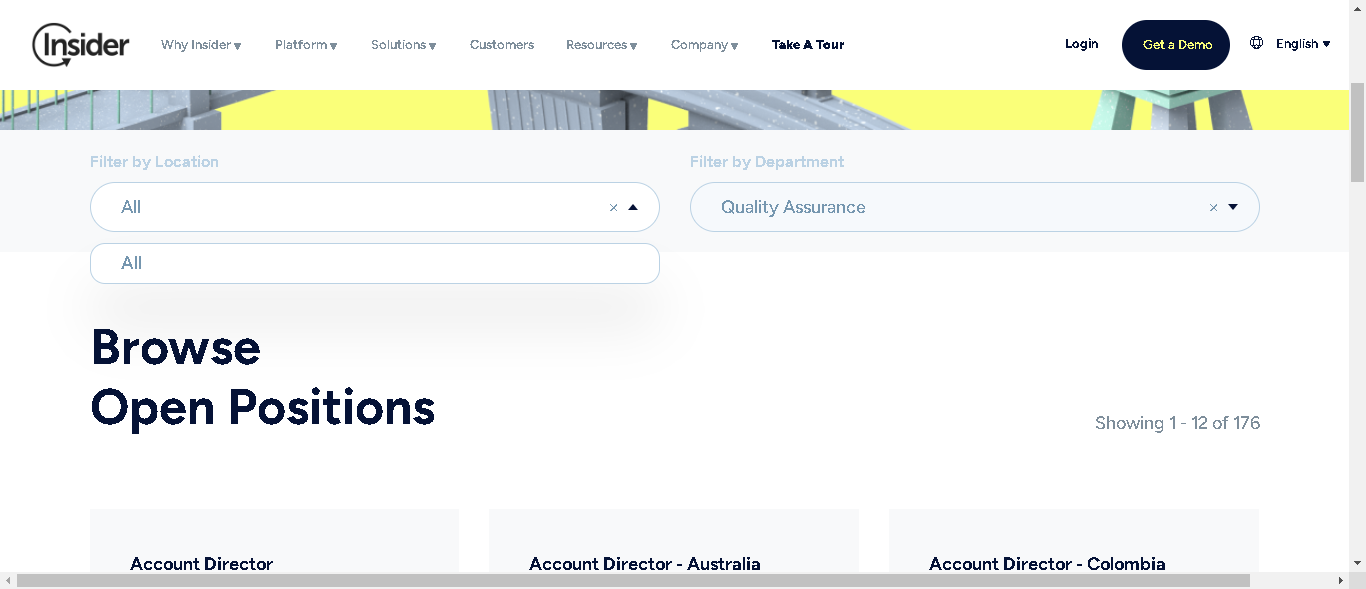 Insider
Why Insider ▾ Platform ▾ Solutions ▾ Customers Resources ▾ Company ▾ Take A Tour Login Get a Demo English ▾
Filter by Location Filter by Department
All × Quality Assurance ×
All
Browse
Open Positions
Showing 1 - 12 of 176
Account Director Account Director - Australia Account Director - Colombia